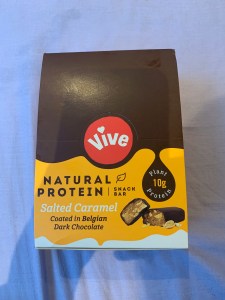 Vive
NATURAL
PROTEIN
SNACK
BAR
Salted Caramel
Coated in Belgian
Dark Chocolate
Plant
10g
Protein